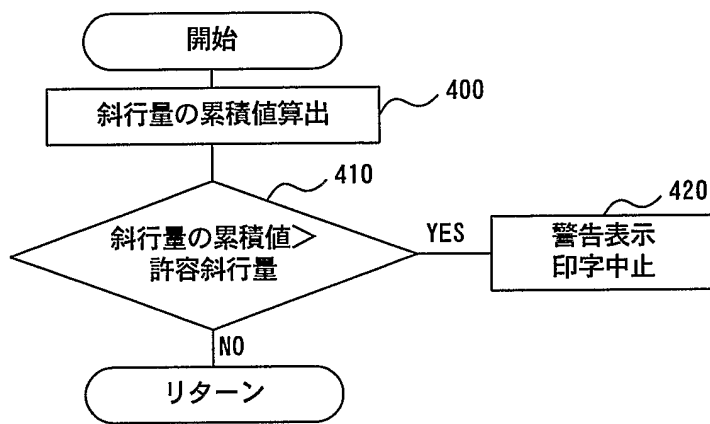 開始
斜行量の累積値算出
400
410
斜行量の累積値>
許容斜行量
YES
420
警告表示
印字中止
NO
リターン